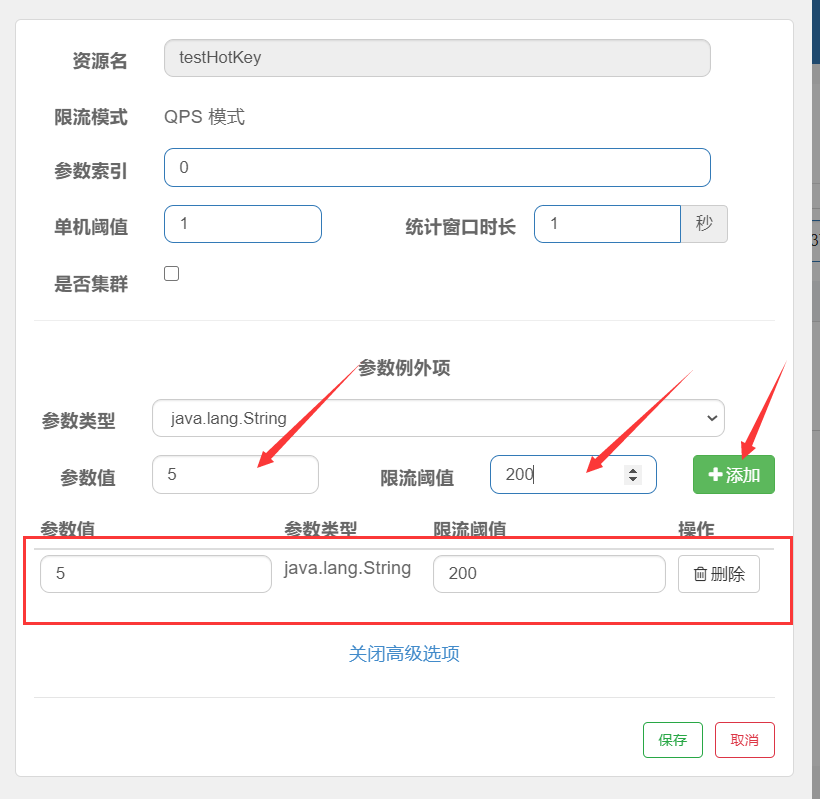 资源名 testHotKey
限流模式 QPS 模式
参数索引 0
单机阈值 1 统计窗口时长 1 秒
是否集群
参数例外项
参数类型 java.lang.String
参数值 5 限流阈值 200 添加
参数值 参数类型 限流阈值 操作
5 java.lang.String 200 删除
关闭高级选项
保存 取消